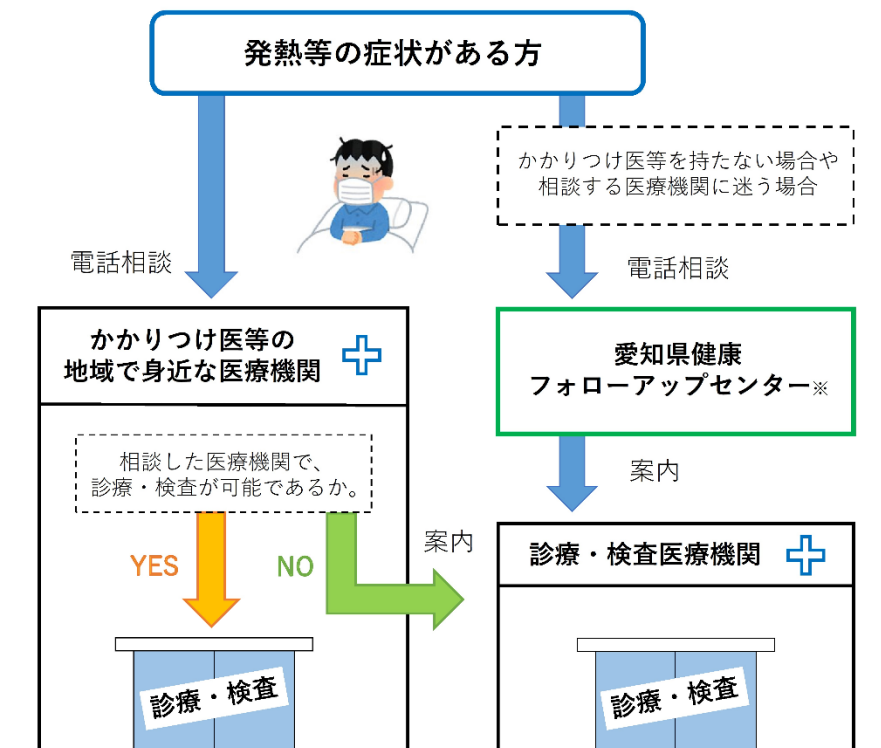 発熱等の症状がある方
かかりつけ医等を持たない場合や
相談する医療機関に迷う場合
電話相談
電話相談
かかりつけ医等の
地域で身近な医療機関
愛知県健康
フォローアップセンター※
相談した医療機関で、
診療・検査が可能であるか。
案内
YES
NO
案内
診療・検査医療機関
診療・検査
診療・検査